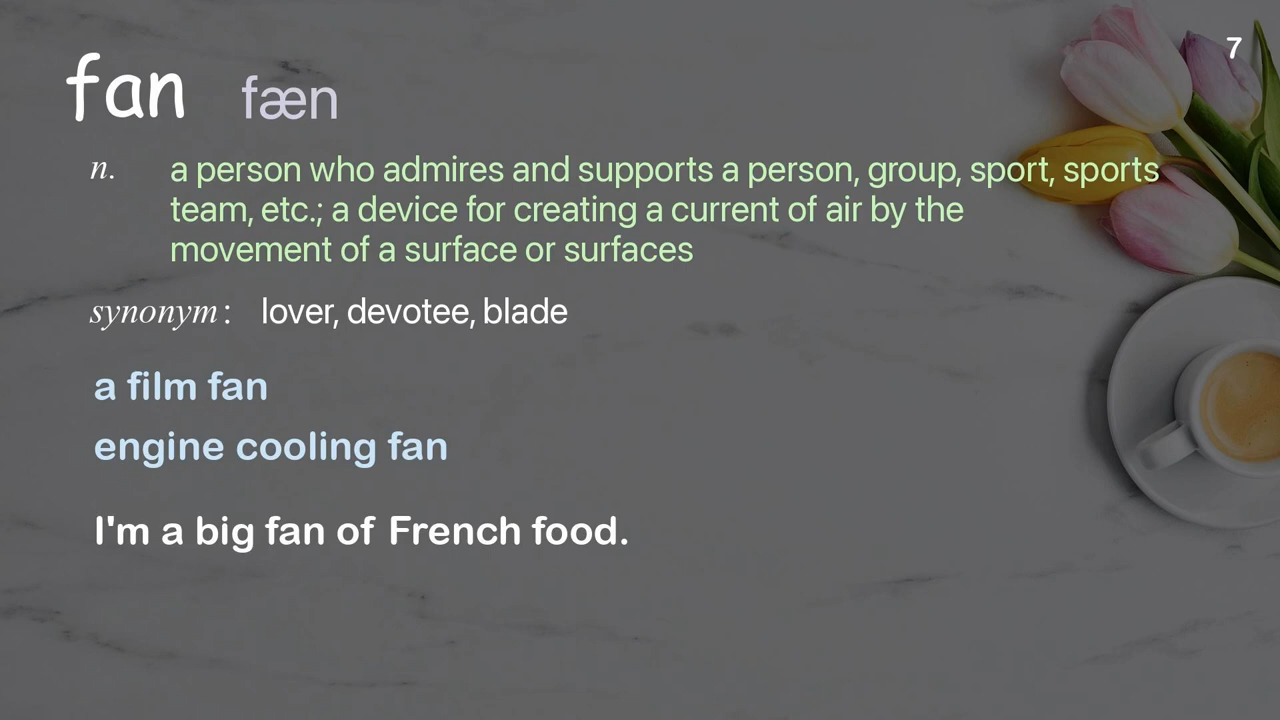 7
fan fæn
n. a person who admires and supports a person, group, sport, sports
team, etc.; a device for creating a current of air by the
movement of a surface or surfaces
synonym: lover, devotee, blade
a film fan
engine cooling fan
I'm a big fan of French food.